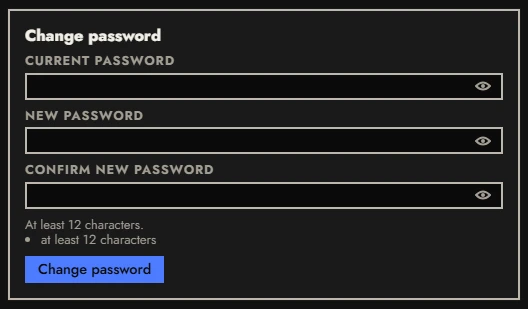 Change password
CURRENT PASSWORD
NEW PASSWORD
CONFIRM NEW PASSWORD
At least 12 characters.
• at least 12 characters
Change password